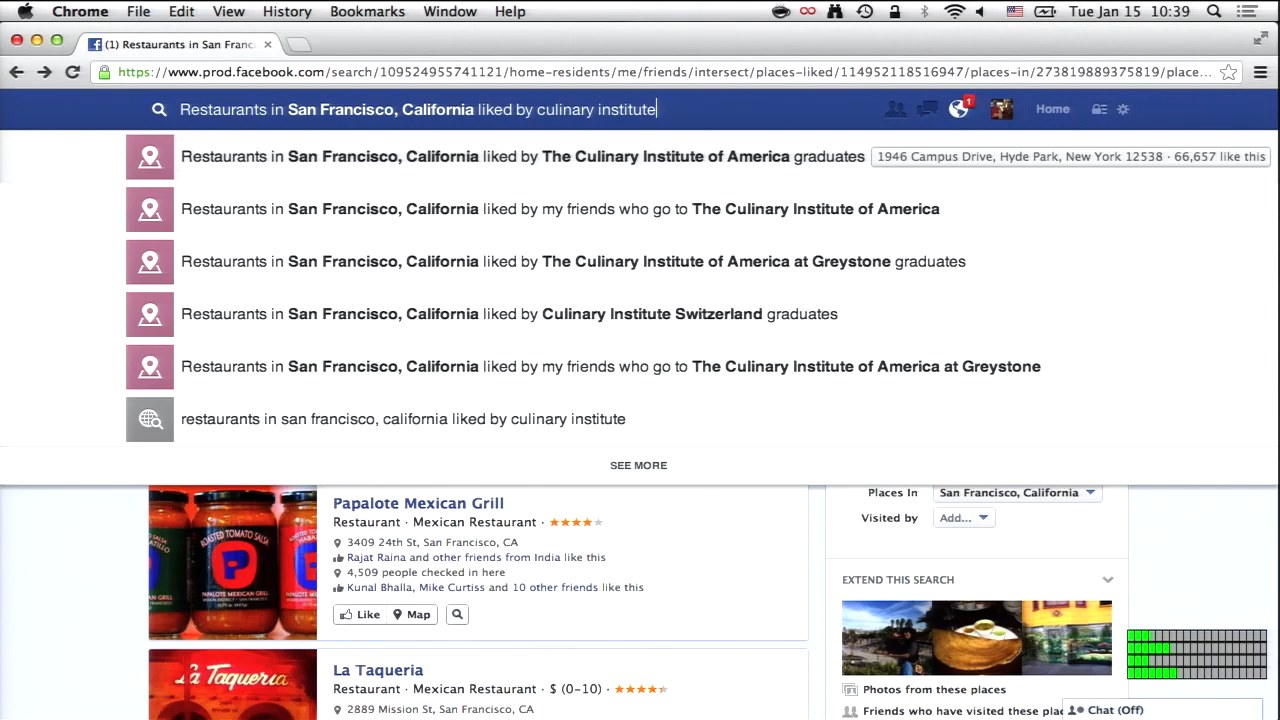 Chrome File Edit View History Bookmarks Window Help Tue Jan 15 10:39
(1) Restaurants in San Franc
https://www.prod.facebook.com/search/109524955741121/home-residents/me/friends/intersect/places-liked/114952118516947/places-in/273819889375819/place...
Restaurants in San Francisco, California liked by culinary institute 1 Home
Restaurants in San Francisco, California liked by The Culinary Institute of America graduates 1946 Campus Drive, Hyde Park, New York 12538 · 66,657 like this
Restaurants in San Francisco, California liked by my friends who go to The Culinary Institute of America
Restaurants in San Francisco, California liked by The Culinary Institute of America at Greystone graduates
Restaurants in San Francisco, California liked by Culinary Institute Switzerland graduates
Restaurants in San Francisco, California liked by my friends who go to The Culinary Institute of America at Greystone
restaurants in san francisco, california liked by culinary institute
SEE MORE
Papalote Mexican Grill
Restaurant · Mexican Restaurant ·
3409 24th St, San Francisco, CA
Rajat Raina and other friends from India like this
4,509 people checked in here
Kunal Bhalla, Mike Curtiss and 10 other friends like this
Like Map
ROASTED TOMATO SALSA
PAPALOTE MEXICAN GRILL
La Taqueria
Restaurant · Mexican Restaurant · $ (0-10) ·
2889 Mission St, San Francisco, CA
La Taqueria
Places In San Francisco, California
Visited by Add...
EXTEND THIS SEARCH
Photos from these places
Friends who have visited these plac
Chat (Off)